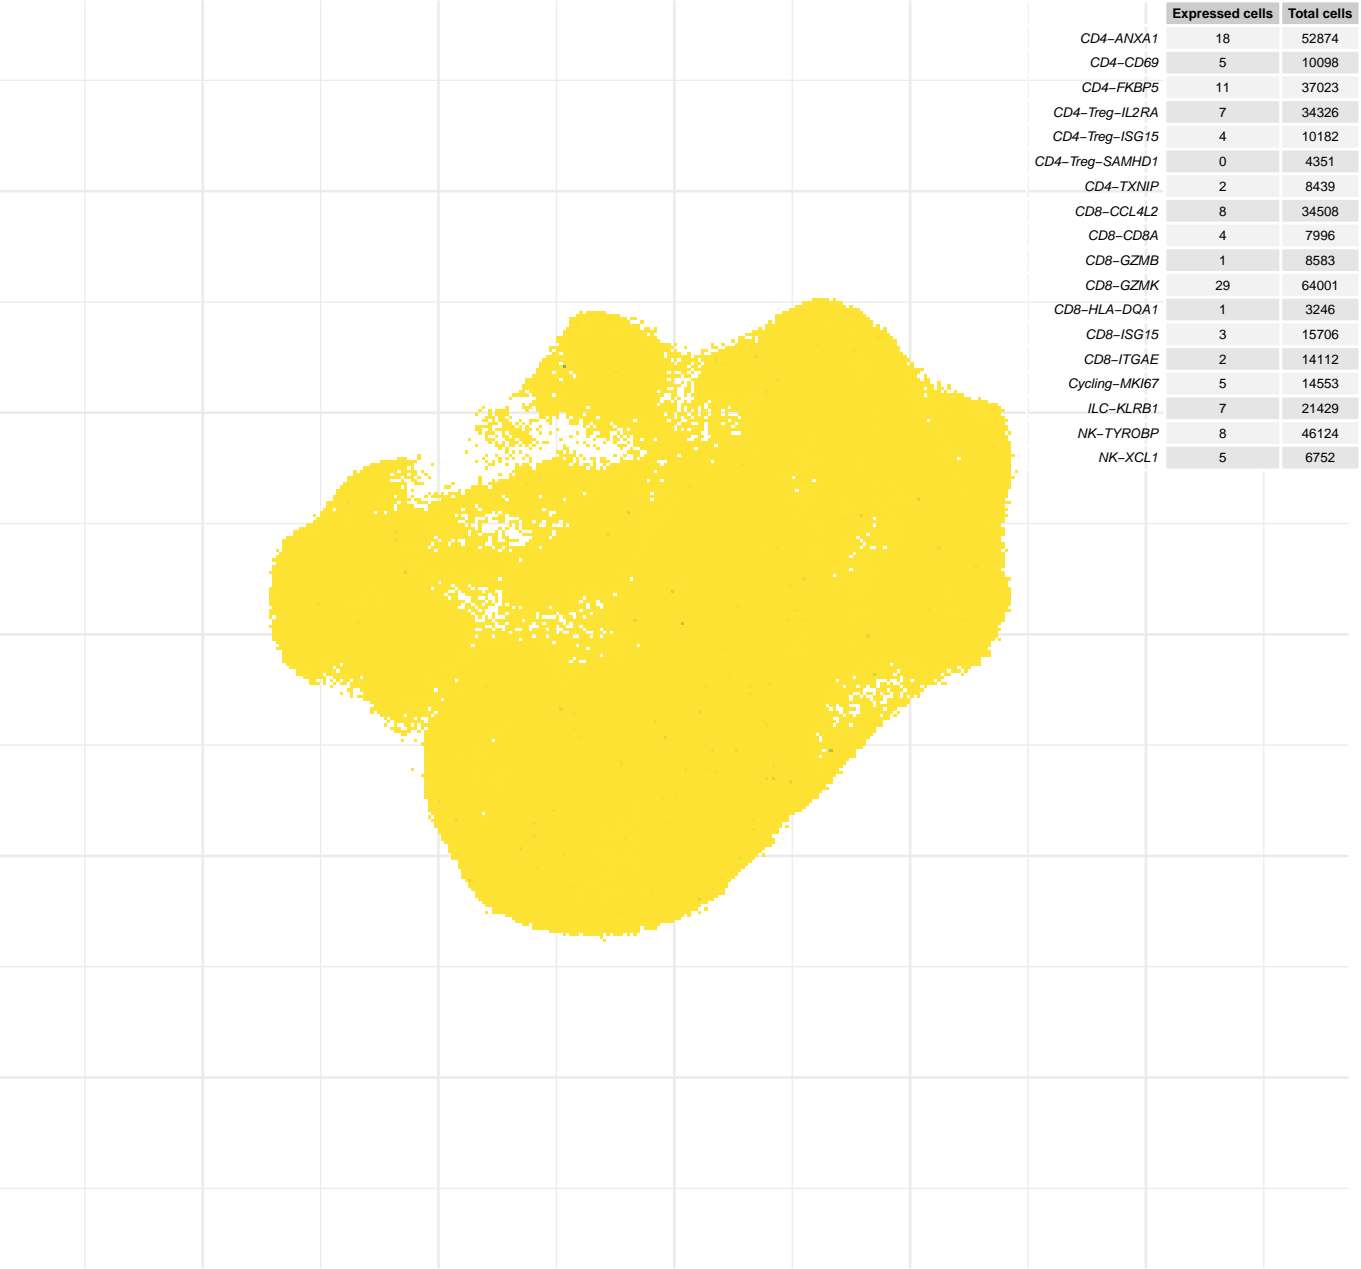 Expressed cells Total cells
CD4−ANXA1 18 52874
CD4−CD69 5 10098
CD4−FKBP5 11 37023
CD4−Treg−IL2RA 7 34326
CD4−Treg−ISG15 4 10182
CD4−Treg−SAMHD1 0 4351
CD4−TXNIP 2 8439
CD8−CCL4L2 8 34508
CD8−CD8A 4 7996
CD8−GZMB 1 8583
CD8−GZMK 29 64001
CD8−HLA−DQA1 1 3246
CD8−ISG15 3 15706
CD8−ITGAE 2 14112
Cycling−MKI67 5 14553
ILC−KLRB1 7 21429
NK−TYROBP 8 46124
NK−XCL1 5 6752